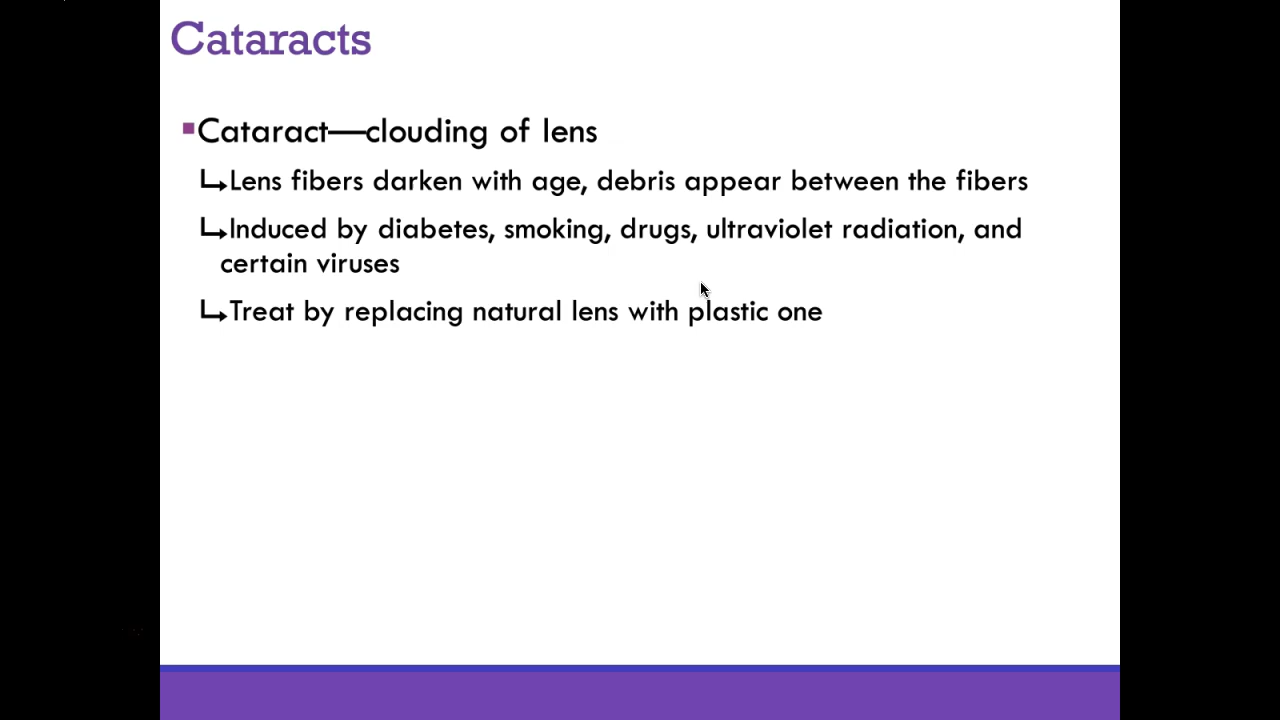 Cataracts
Cataract—clouding of lens
Lens fibers darken with age, debris appear between the fibers
Induced by diabetes, smoking, drugs, ultraviolet radiation, and
certain viruses
Treat by replacing natural lens with plastic one